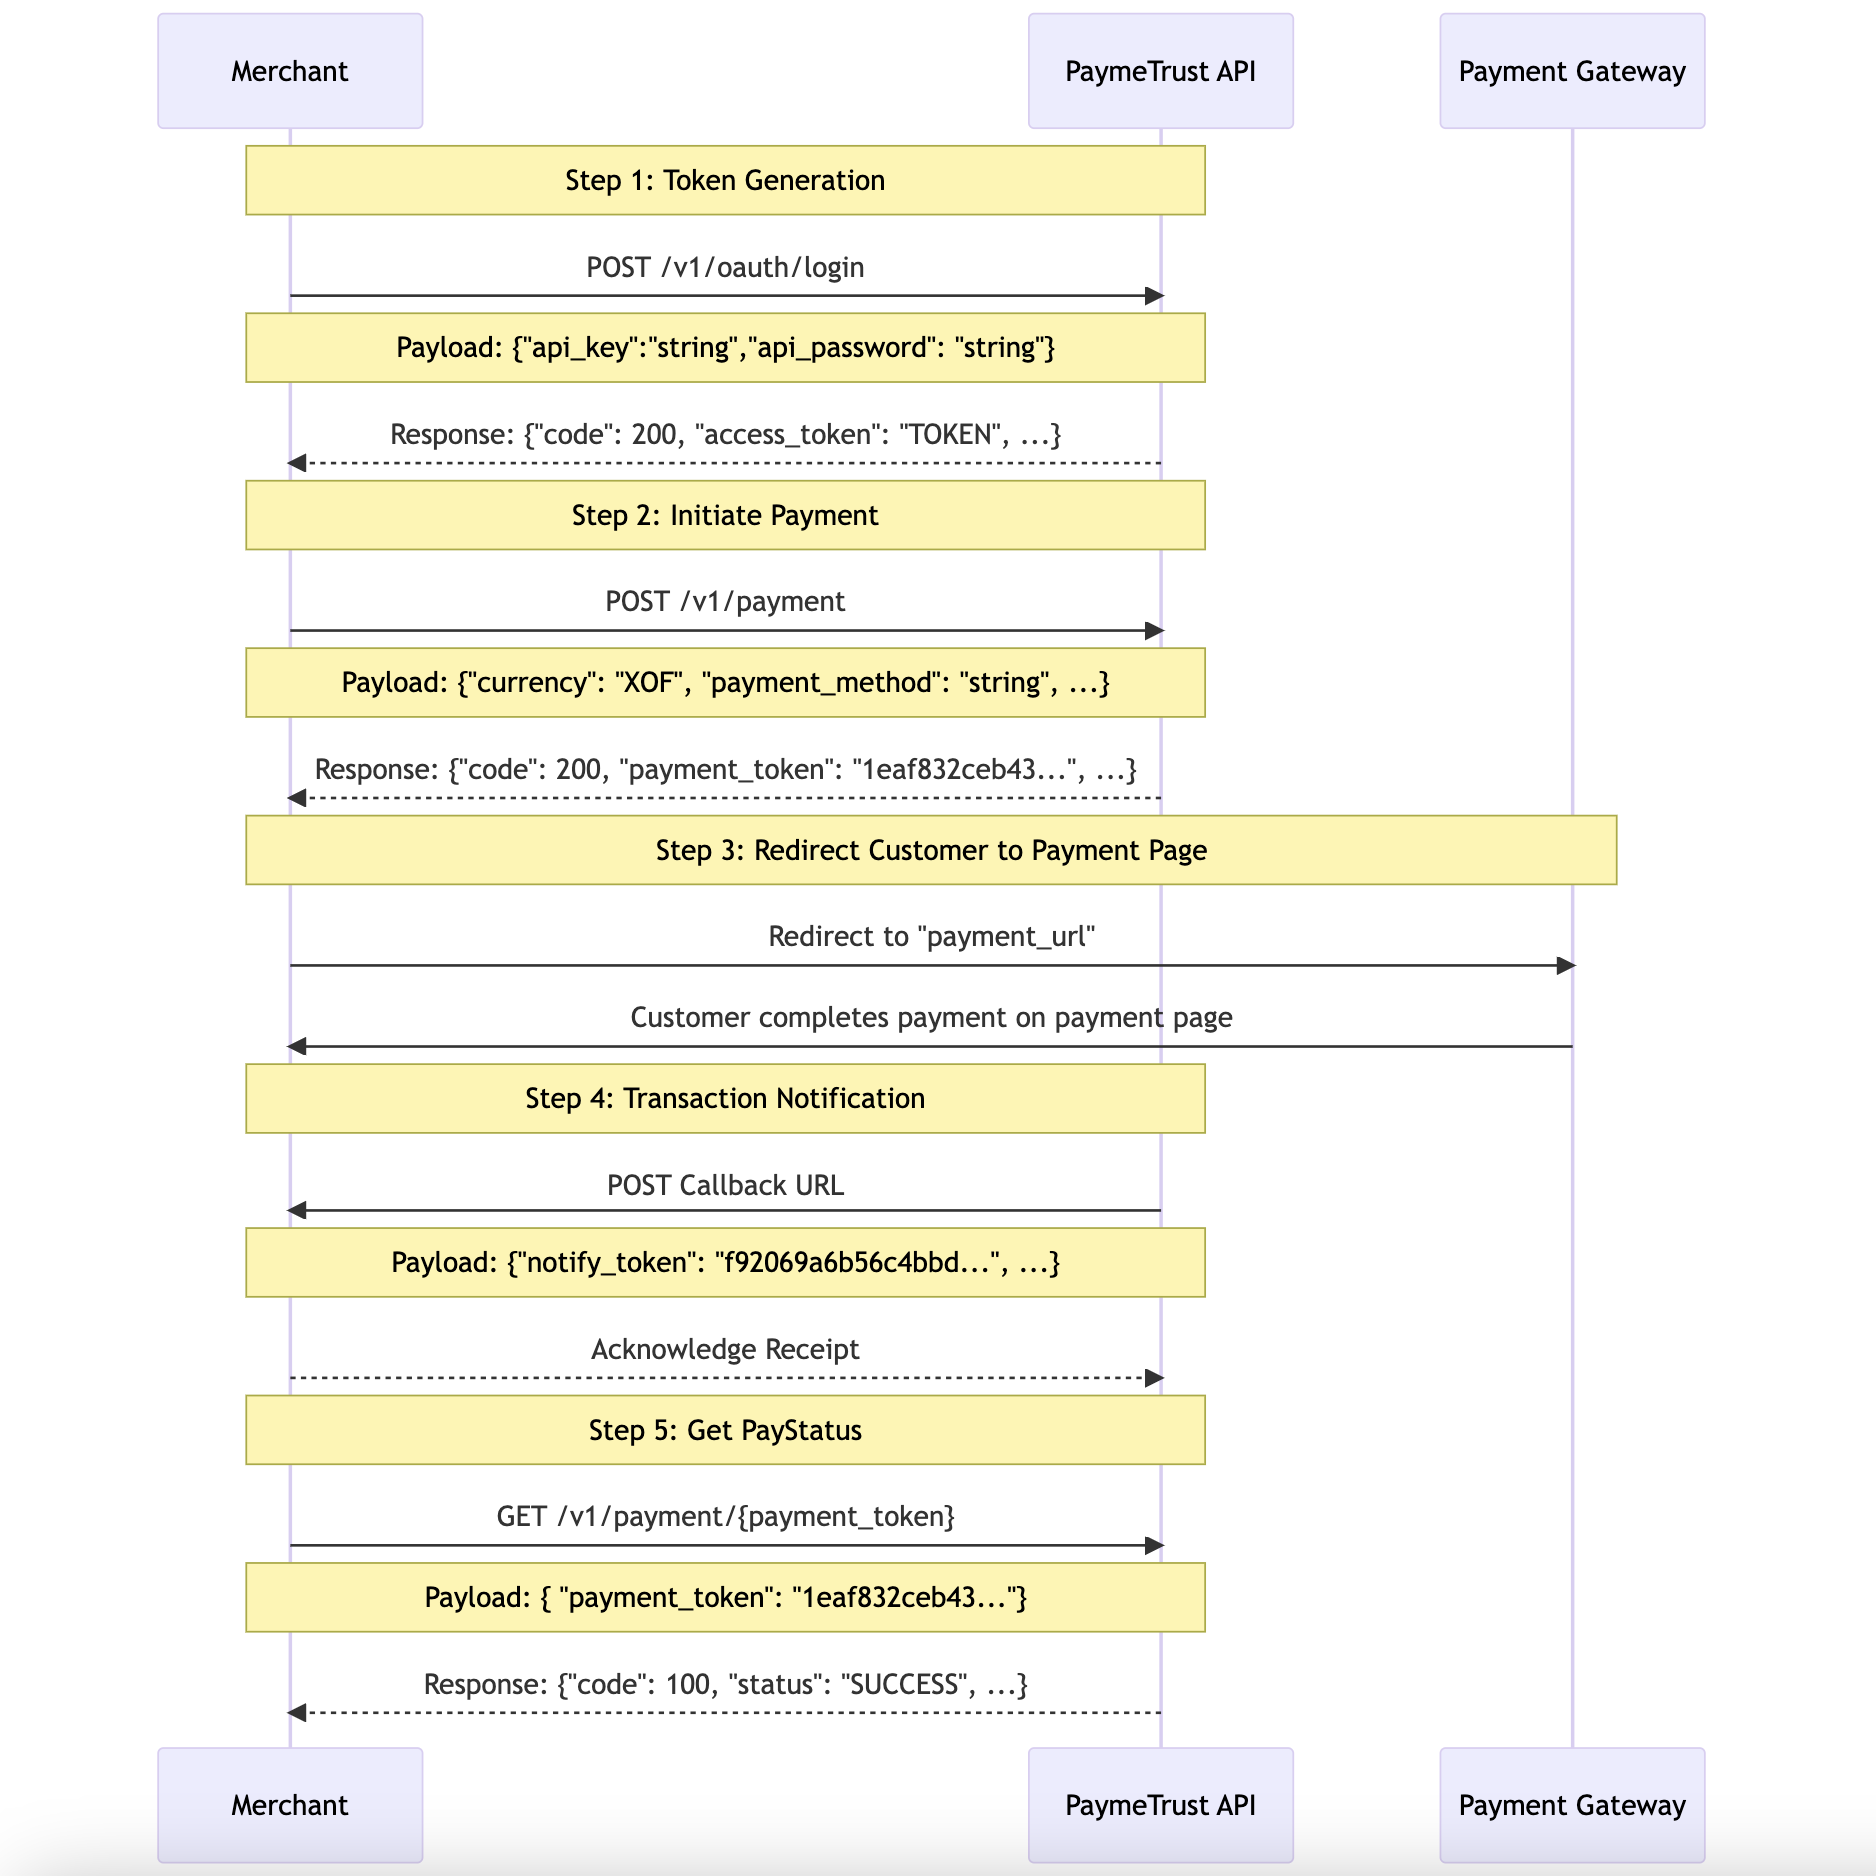 Merchant
PaymeTrust API
Payment Gateway
Step 1: Token Generation
POST /v1/oauth/login
Payload: {"api_key":"string","api_password": "string"}
Response: {"code": 200, "access_token": "TOKEN", ...}
Step 2: Initiate Payment
POST /v1/payment
Payload: {"currency": "XOF", "payment_method": "string", ...}
Response: {"code": 200, "payment_token": "1eaf832ceb43...", ...}
Step 3: Redirect Customer to Payment Page
Redirect to "payment_url"
Customer completes payment on payment page
Step 4: Transaction Notification
POST Callback URL
Payload: {"notify_token": "f92069a6b56c4bbd...", ...}
Acknowledge Receipt
Step 5: Get PayStatus
GET /v1/payment/{payment_token}
Payload: { "payment_token": "1eaf832ceb43..."}
Response: {"code": 100, "status": "SUCCESS", ...}
Merchant
PaymeTrust API
Payment Gateway